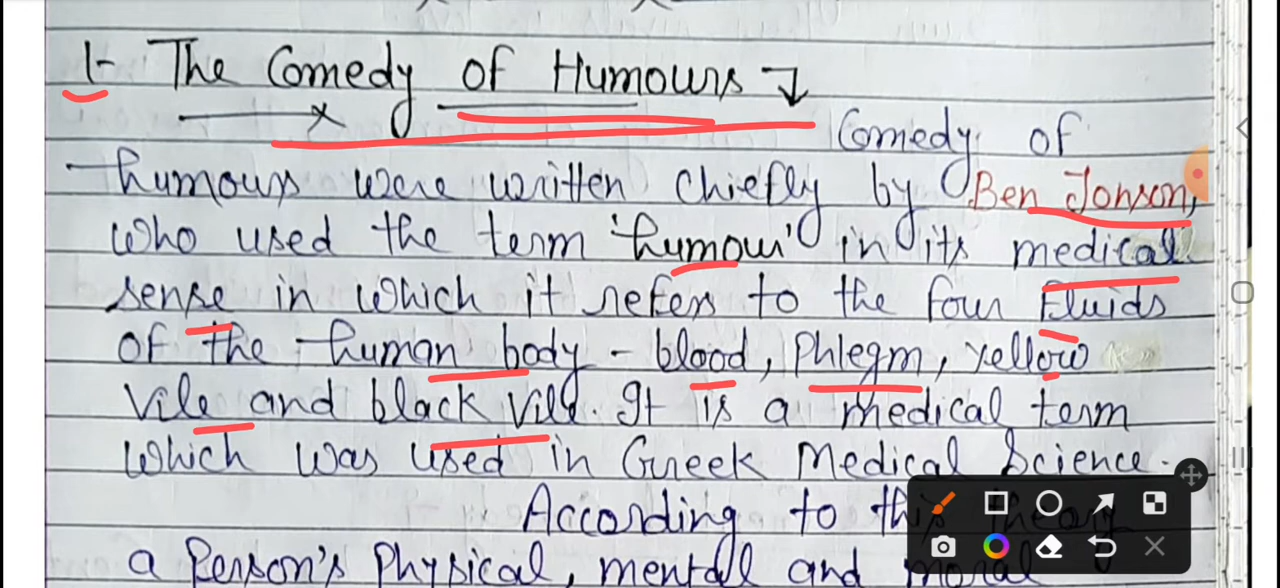 1- The Comedy of Humours
Comedy of
humours were written chiefly by Ben Jonson,
who used the term 'humour' in its medical
sense in which it refers to the four fluids
of the human body - blood, Phlegm, yellow
vile and black vile. It is a medical term
which was used in Greek Medical Science.
According to this theory
a Person's Physical, mental and moral